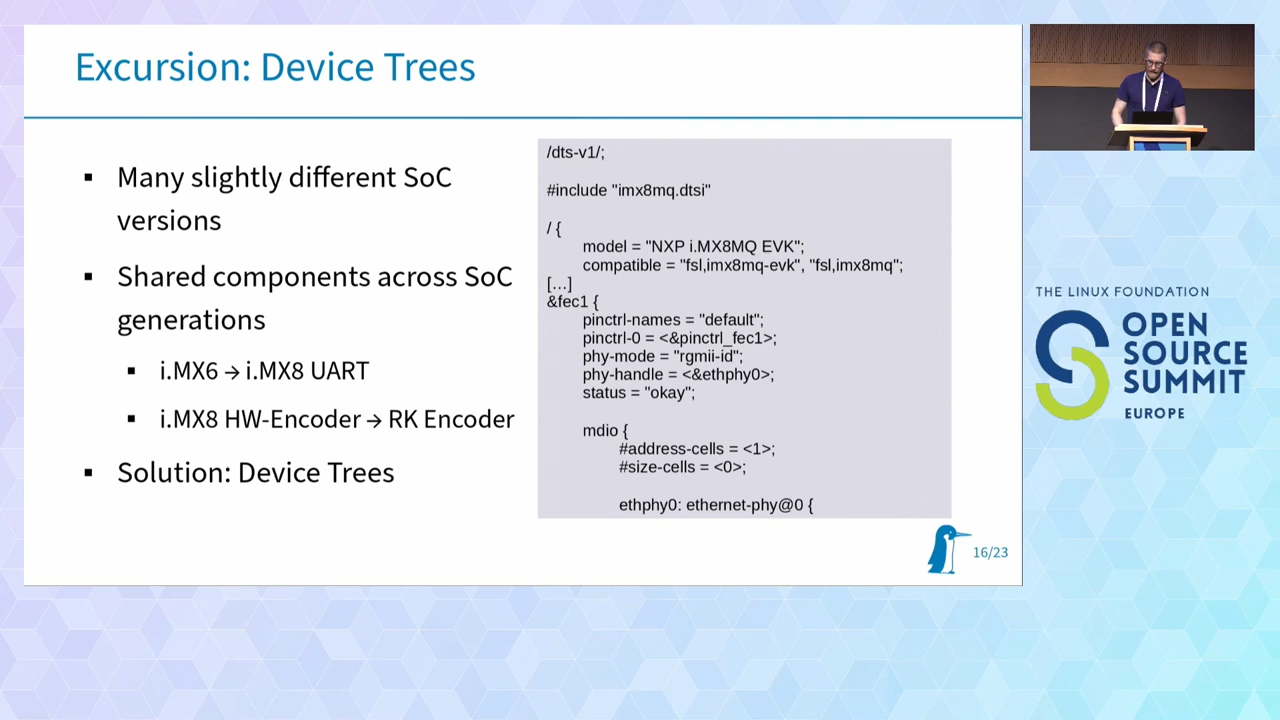 Excursion: Device Trees
▪ Many slightly different SoC
versions
▪ Shared components across SoC
generations
▪ i.MX6 → i.MX8 UART
▪ i.MX8 HW-Encoder → RK Encoder
▪ Solution: Device Trees
/dts-v1/;
#include "imx8mq.dtsi"
/ {
model = "NXP i.MX8MQ EVK";
compatible = "fsl,imx8mq-evk", "fsl,imx8mq";
[...]
&fec1 {
pinctrl-names = "default";
pinctrl-0 = <&pinctrl_fec1>;
phy-mode = "rgmii-id";
phy-handle = <&ethphy0>;
status = "okay";
mdio {
#address-cells = <1>;
#size-cells = <0>;
ethphy0: ethernet-phy@0 {
16/23
THE LINUX FOUNDATION
OPEN
SOURCE
SUMMIT
EUROPE